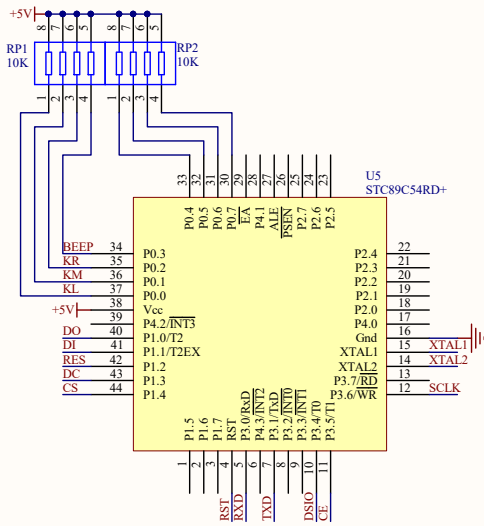 +5V
8 7 6 5 8 7 6 5
RP1
10K
RP2
10K
1 2 3 4 1 2 3 4
33 32 31 30 29 28 27 26 25 24 23
U5
STC89C54RD+
P0.4 P0.5 P0.6 P0.7 EA P4.1 ALE PSEN P2.7 P2.6 P2.5
BEEP 34 P0.3 P2.4 22
KR 35 P0.2 P2.3 21
KM 36 P0.1 P2.2 20
KL 37 P0.0 P2.1 19
+5V 38 Vcc P2.0 18
39 P4.2/INT3 P4.0 17
DO 40 P1.0/T2 Gnd 16
DI 41 P1.1/T2EX XTAL1 15 XTAL1
RES 42 P1.2 XTAL2 14 XTAL2
DC 43 P1.3 P3.7/RD 13
CS 44 P1.4 P3.6/WR 12 SCLK
P1.5 P1.6 P1.7 RST P3.0/RxD P4.3/INT2 P3.1/TxD P3.2/INT0 P3.3/INT1 P3.4/T0 P3.5/T1
1 2 3 4 5 6 7 8 9 10 11
RST RXD TXD DSIO CE